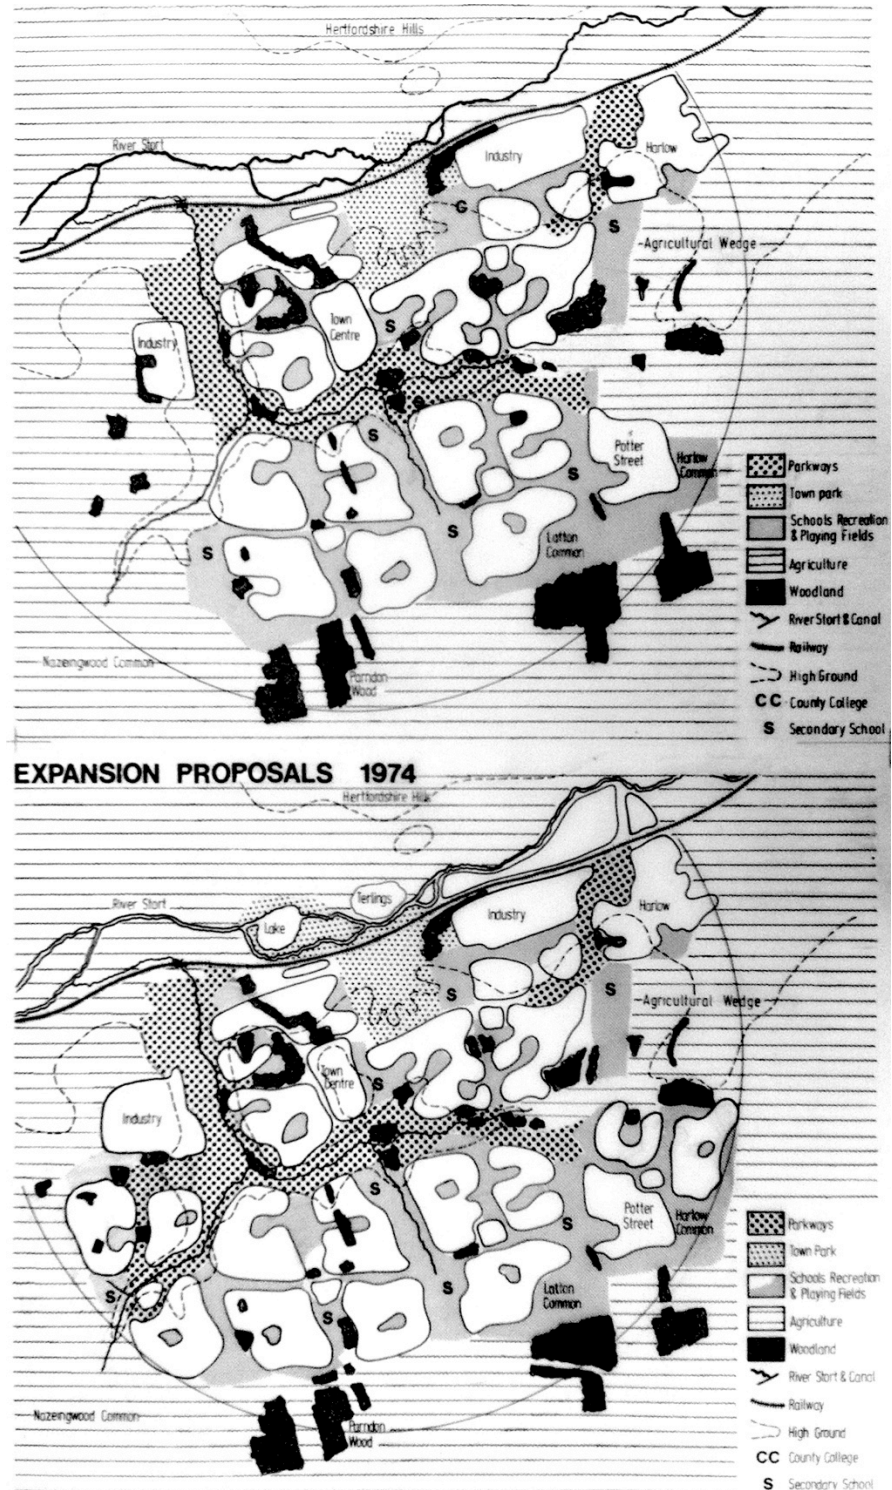 Hertfordshire Hills
River Stort
Industry
Harlow
G
S
Agricultural Wedge
Town
Centre
S
Industry
S
Potter
Street
Harlow
Common
S
S
S
Latton
Common
Nazeingwood Common
Parndon
Wood
Parkways
Town park
Schools Recreation
& Playing Fields
Agriculture
Woodland
River Stort & Canal
Railway
High Ground
CC County College
S Secondary School
EXPANSION PROPOSALS 1974
Hertfordshire Hills
River Stort
Terlings
Lake
Industry
Harlow
S
S
Agricultural Wedge
Town
Centre
S
Industry
S
Potter
Street
Harlow
Common
S
S
S
S
Latton
Common
Nazeingwood Common
Parndon
Wood
Parkways
Town Park
Schools Recreation
& Playing Fields
Agriculture
Woodland
River Stort & Canal
Railway
High Ground
CC County College
S Secondary School